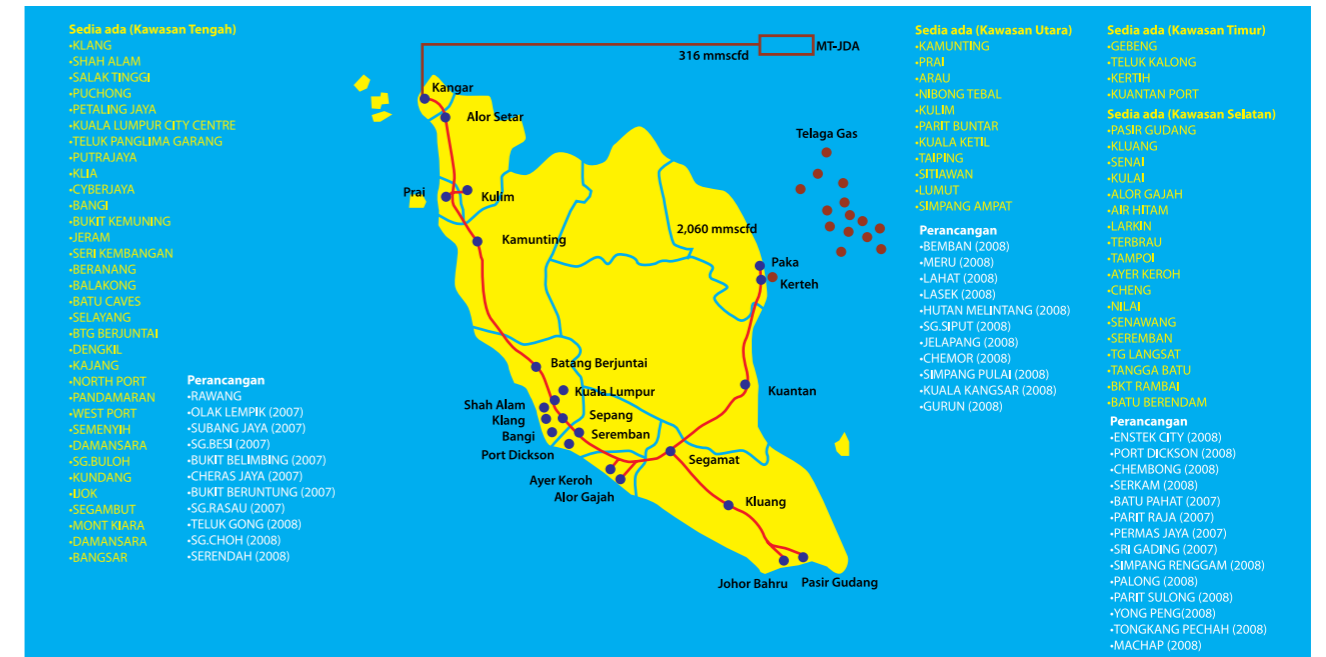 Sedia ada (Kawasan Tengah)
•KLANG
•SHAH ALAM
•SALAK TINGGI
•PUCHONG
•PETALING JAYA
•KUALA LUMPUR CITY CENTRE
•TELUK PANGLIMA GARANG
•PUTRAJAYA
•KLIA
•CYBERJAYA
•BANGI
•BUKIT KEMUNING
•JERAM
•SERI KEMBANGAN
•BERANANG
•BALAKONG
•BATU CAVES
•SELAYANG
•BTG BERJUNTAI
•DENGKIL
•KAJANG
•NORTH PORT
•PANDAMARAN
•WEST PORT
•SEMENYIH
•DAMANSARA
•SG.BULOH
•KUNDANG
•IJOK
•SEGAMBUT
•MONT KIARA
•DAMANSARA
•BANGSAR
Perancangan
•RAWANG
•OLAK LEMPIK (2007)
•SUBANG JAYA (2007)
•SG.BESI (2007)
•BUKIT BELIMBING (2007)
•CHERAS JAYA (2007)
•BUKIT BERUNTUNG (2007)
•SG.RASAU (2007)
•TELUK GONG (2008)
•SG.CHOH (2008)
•SERENDAH (2008)
316 mmscfd
MT-JDA
Kangar
Alor Setar
Telaga Gas
Prai
Kulim
Kamunting
2,060 mmscfd
Paka
Kerteh
Batang Berjuntai
Kuala Lumpur
Kuantan
Shah Alam
Klang
Sepang
Bangi
Seremban
Port Dickson
Segamat
Ayer Keroh
Alor Gajah
Kluang
Johor Bahru
Pasir Gudang
Sedia ada (Kawasan Utara)
•KAMUNTING
•PRAI
•ARAU
•NIBONG TEBAL
•KULIM
•PARIT BUNTAR
•KUALA KETIL
•TAIPING
•SITIAWAN
•LUMUT
•SIMPANG AMPAT
Perancangan
•BEMBAN (2008)
•MERU (2008)
•LAHAT (2008)
•LASEK (2008)
•HUTAN MELINTANG (2008)
•SG.SIPUT (2008)
•JELAPANG (2008)
•CHEMOR (2008)
•SIMPANG PULAI (2008)
•KUALA KANGSAR (2008)
•GURUN (2008)
Sedia ada (Kawasan Timur)
•GEBENG
•TELUK KALONG
•KERTIH
•KUANTAN PORT
Sedia ada (Kawasan Selatan)
•PASIR GUDANG
•KLUANG
•SENAI
•KULAI
•ALOR GAJAH
•AIR HITAM
•LARKIN
•TERBRAU
•TAMPOI
•AYER KEROH
•CHENG
•NILAI
•SENAWANG
•SEREMBAN
•TG LANGSAT
•TANGGA BATU
•BKT RAMBAI
•BATU BERENDAM
Perancangan
•ENSTEK CITY (2008)
•PORT DICKSON (2008)
•CHEMBONG (2008)
•SERKAM (2008)
•BATU PAHAT (2007)
•PARIT RAJA (2007)
•PERMAS JAYA (2007)
•SRI GADING (2007)
•SIMPANG RENGGAM (2008)
•PALONG (2008)
•PARIT SULONG (2008)
•YONG PENG(2008)
•TONGKANG PECHAH (2008)
•MACHAP (2008)